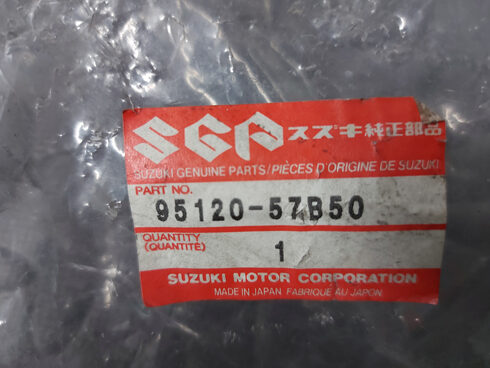 SGP スズキ純正部品
SUZUKI GENUINE PARTS/PIÈCES D'ORIGINE DE SUZUKI
PART NO.
95120-57B50
QUANTITY
(QUANTITÉ)
1
SUZUKI MOTOR CORPORATION
MADE IN JAPAN FABRIQUÉ AU JAPON